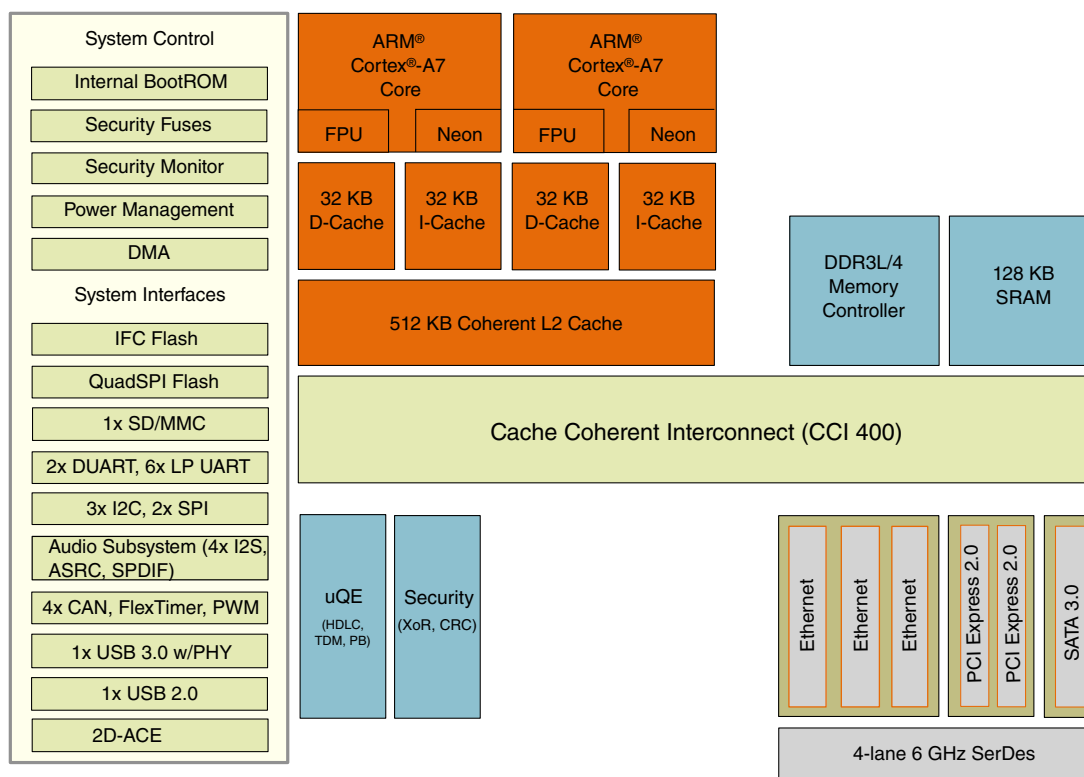 System Control
Internal BootROM
Security Fuses
Security Monitor
Power Management
DMA
System Interfaces
IFC Flash
QuadSPI Flash
1x SD/MMC
2x DUART, 6x LP UART
3x I2C, 2x SPI
Audio Subsystem (4x I2S,
ASRC, SPDIF)
4x CAN, FlexTimer, PWM
1x USB 3.0 w/PHY
1x USB 2.0
2D-ACE
ARM®
Cortex®-A7
Core
FPU
Neon
ARM®
Cortex®-A7
Core
FPU
Neon
32 KB
D-Cache
32 KB
I-Cache
32 KB
D-Cache
32 KB
I-Cache
512 KB Coherent L2 Cache
DDR3L/4
Memory
Controller
128 KB
SRAM
Cache Coherent Interconnect (CCI 400)
uQE
(HDLC,
TDM, PB)
Security
(XoR, CRC)
Ethernet
Ethernet
Ethernet
PCI Express 2.0
PCI Express 2.0
SATA 3.0
4-lane 6 GHz SerDes